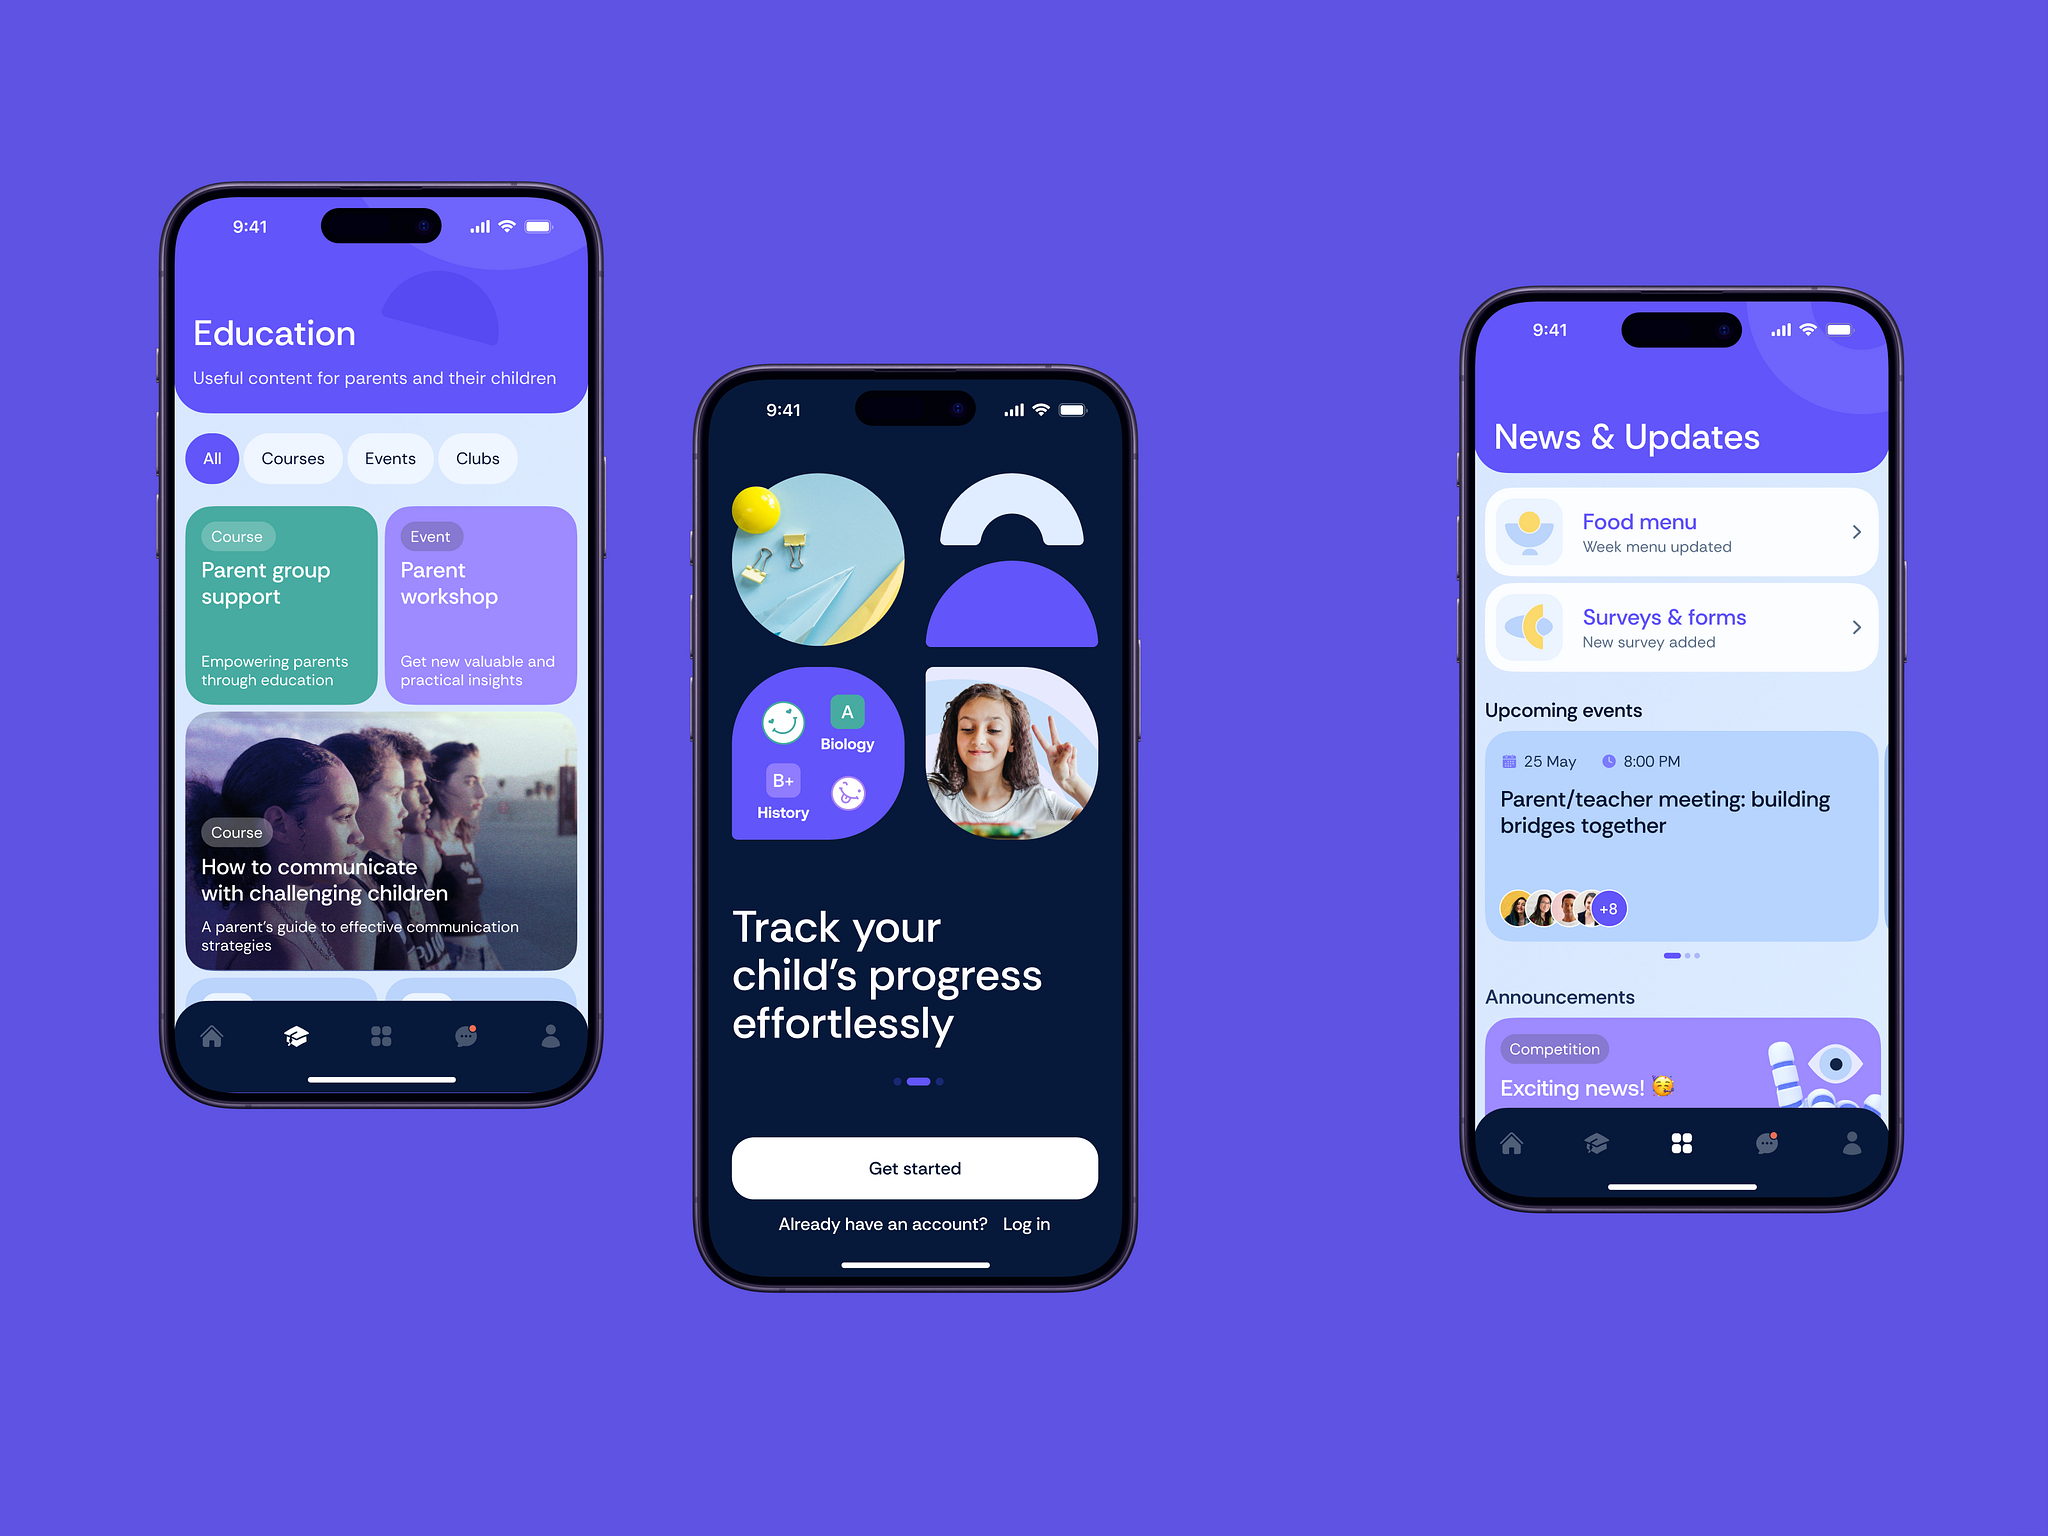 9:41
Education
Useful content for parents and their children
All
Courses
Events
Clubs
Course
Parent group
support
Empowering parents
through education
Event
Parent
workshop
Get new valuable and
practical insights
Course
How to communicate
with challenging children
A parent's guide to effective communication
strategies
9:41
A
Biology
B+
History
Track your
child's progress
effortlessly
Get started
Already have an account? Log in
9:41
News & Updates
Food menu
Week menu updated
Surveys & forms
New survey added
Upcoming events
25 May 8:00 PM
Parent/teacher meeting: building
bridges together
+8
Announcements
Competition
Exciting news! 🥳